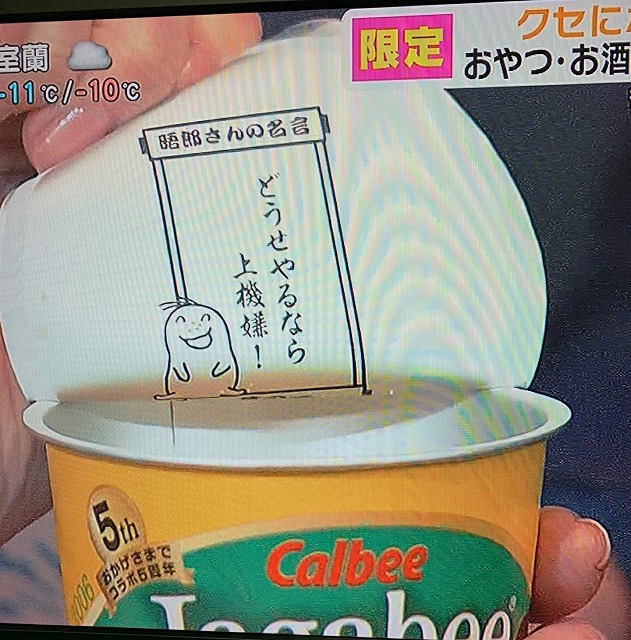 室蘭
-11℃/-10℃
限定
クセに
おやつ・お酒
晤郎さんの名言
どうせやるなら
上機嫌!
5th
おかげさまで
コラボ5周年
2006
Calbee
Jagabee